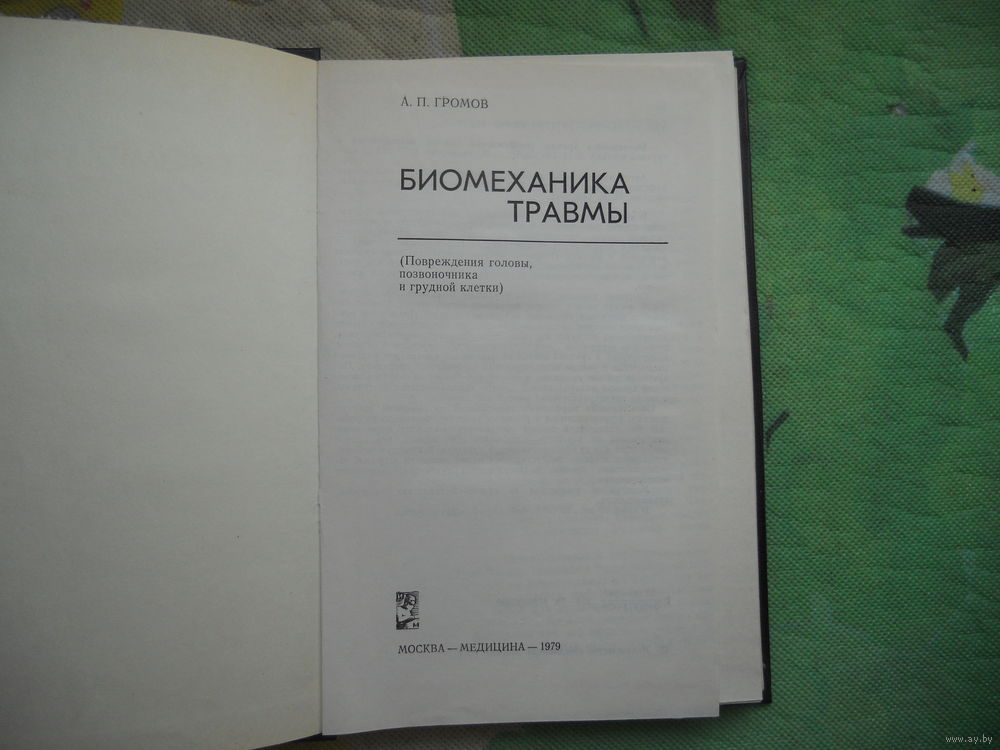 А. П. ГРОМОВ
БИОМЕХАНИКА
ТРАВМЫ
(Повреждения головы,
позвоночника
и грудной клетки)
МОСКВА — МЕДИЦИНА — 1979
www.ay.by